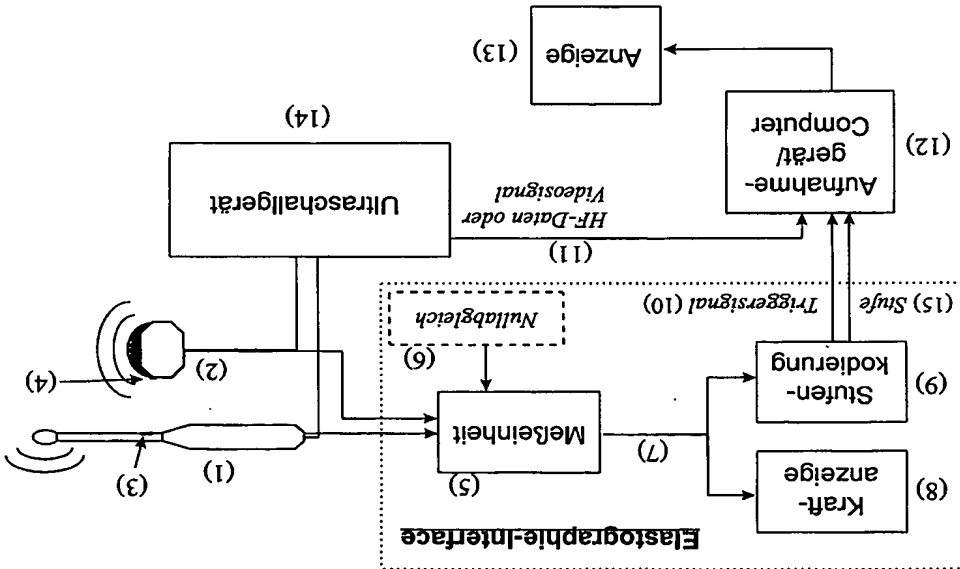 Elastographie-Interface
Kraft-
anzeige
(8)
(5)
Meßeinheit
(7)
(1)
(3)
Stufen-
kodierung
(9)
(6)
Nullabgleich
(2)
(4)
(15) Stufe
Triggersignal (10)
(11)
HF-Daten oder
Videosignal
Ultraschallgerät
(14)
Aufnahme-
gerät/
Computer
(12)
Anzeige
(13)